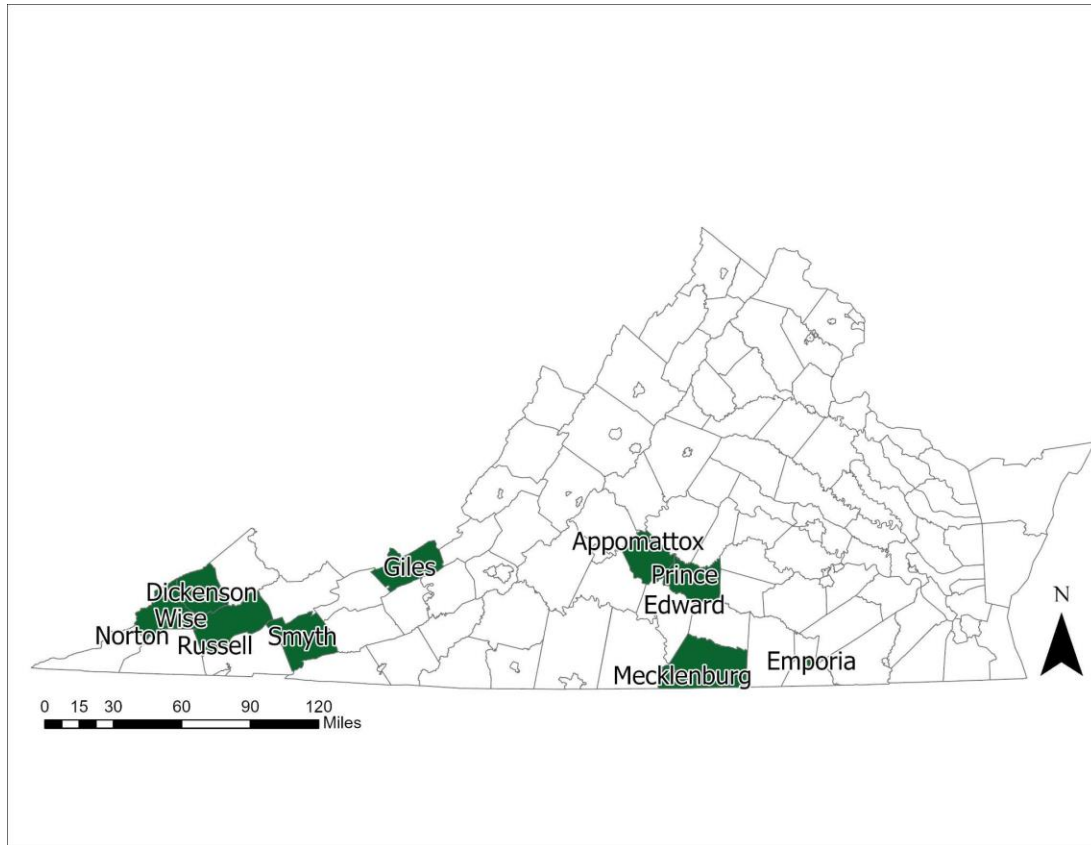 Appomattox
Giles
Prince
Dickenson
Edward
Wise
Norton
Smyth
Russell
Emporia
Mecklenburg
N
0 15 30 60 90 120
Miles